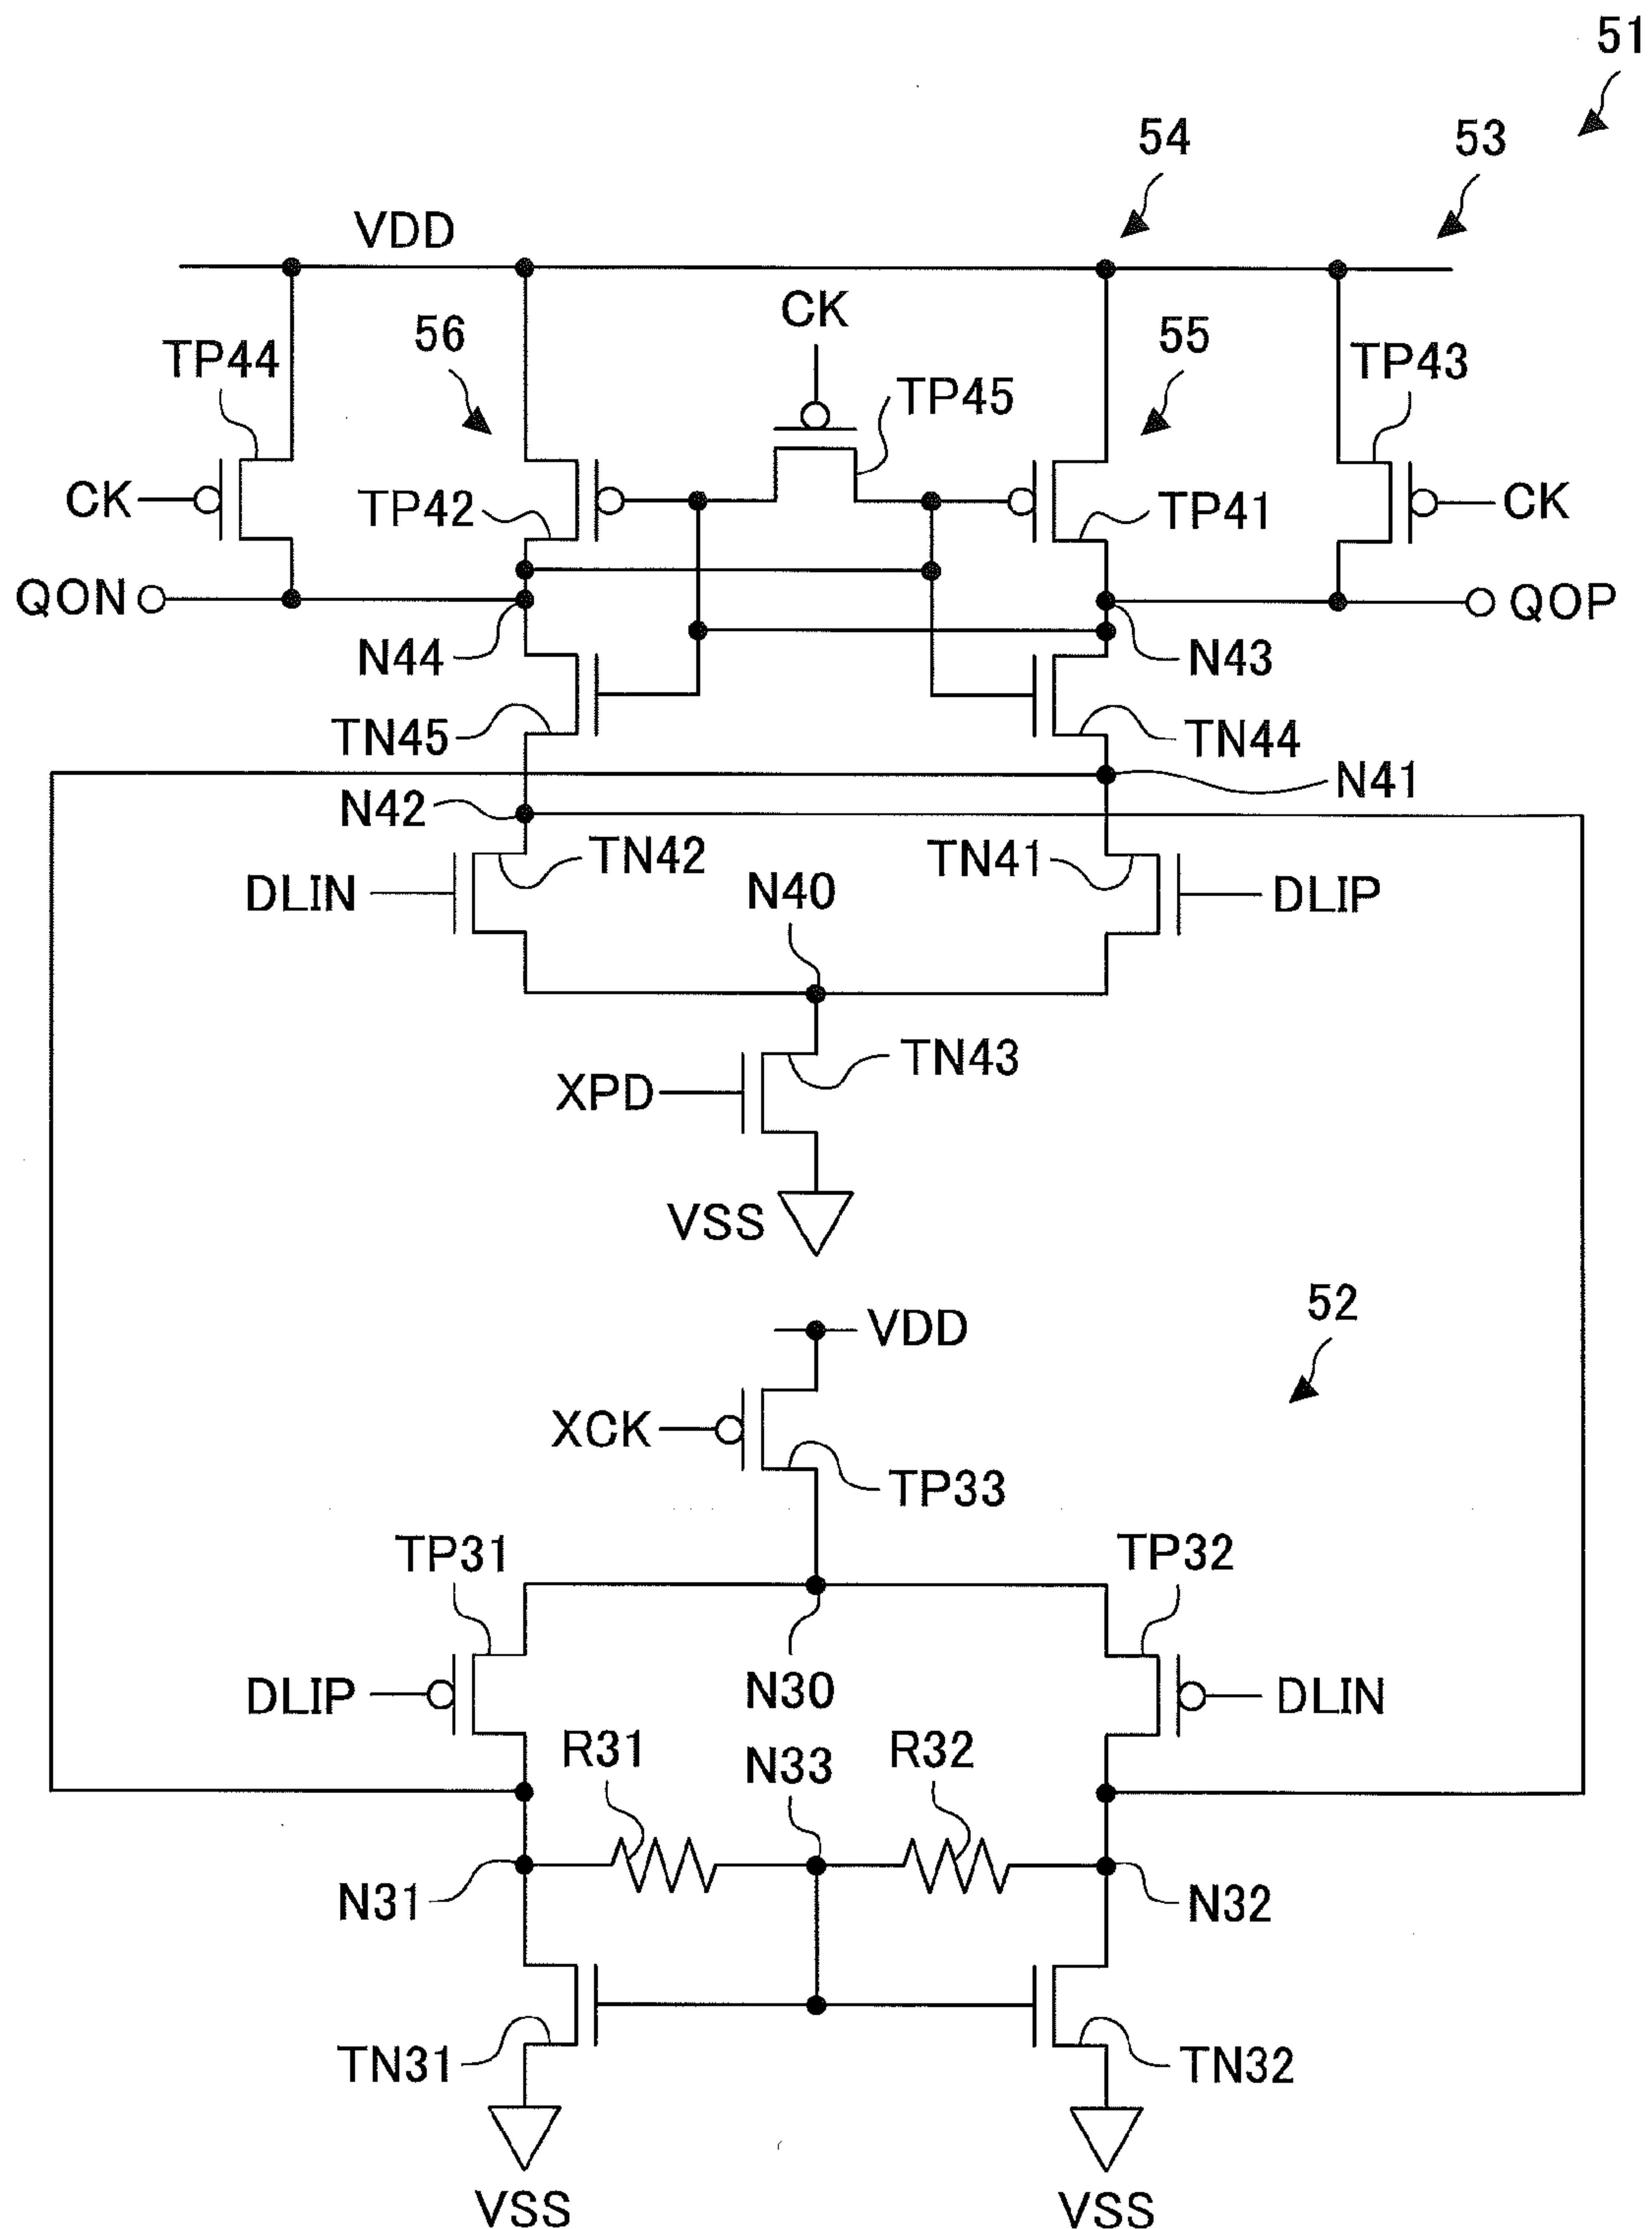 51
54
53
VDD
CK
56
55
TP44
TP43
TP45
CK
TP42
TP41
CK
QON
QOP
N44
N43
TN45
TN44
N41
N42
TN42
TN41
DLIN
N40
DLIP
TN43
XPD
VSS
52
VDD
XCK
TP33
TP31
TP32
DLIP
N30
DLIN
R31
N33
R32
N31
N32
TN31
TN32
VSS
VSS